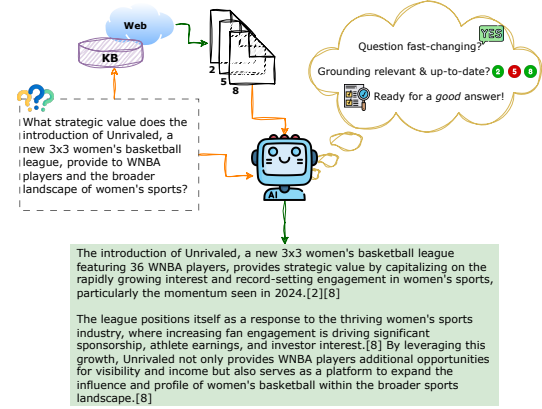 Web
KB
2
5
8
Question fast-changing?
YES
Grounding relevant & up-to-date? 2 5 8
Ready for a good answer!
What strategic value does the
introduction of Unrivaled, a
new 3x3 women's basketball
league, provide to WNBA
players and the broader
landscape of women's sports?
AI
The introduction of Unrivaled, a new 3x3 women's basketball league
featuring 36 WNBA players, provides strategic value by capitalizing on the
rapidly growing interest and record-setting engagement in women's sports,
particularly the momentum seen in 2024.[2][8]
The league positions itself as a response to the thriving women's sports
industry, where increasing fan engagement is driving significant
sponsorship, athlete earnings, and investor interest.[8] By leveraging this
growth, Unrivaled not only provides WNBA players additional opportunities
for visibility and income but also serves as a platform to expand the
influence and profile of women's basketball within the broader sports
landscape.[8]